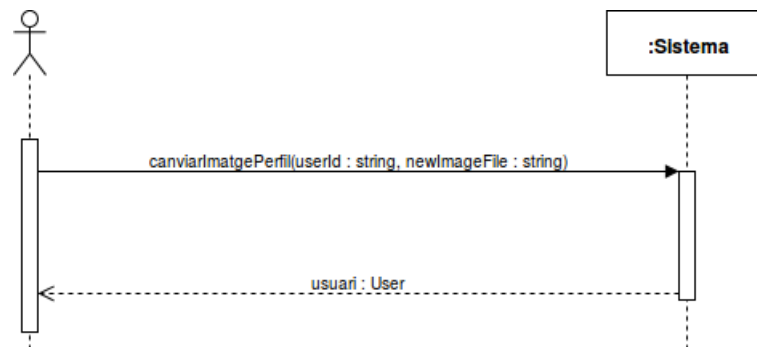 :Sistema
canviarImatgePerfil(userId : string, newImageFile : string)
usuari : User